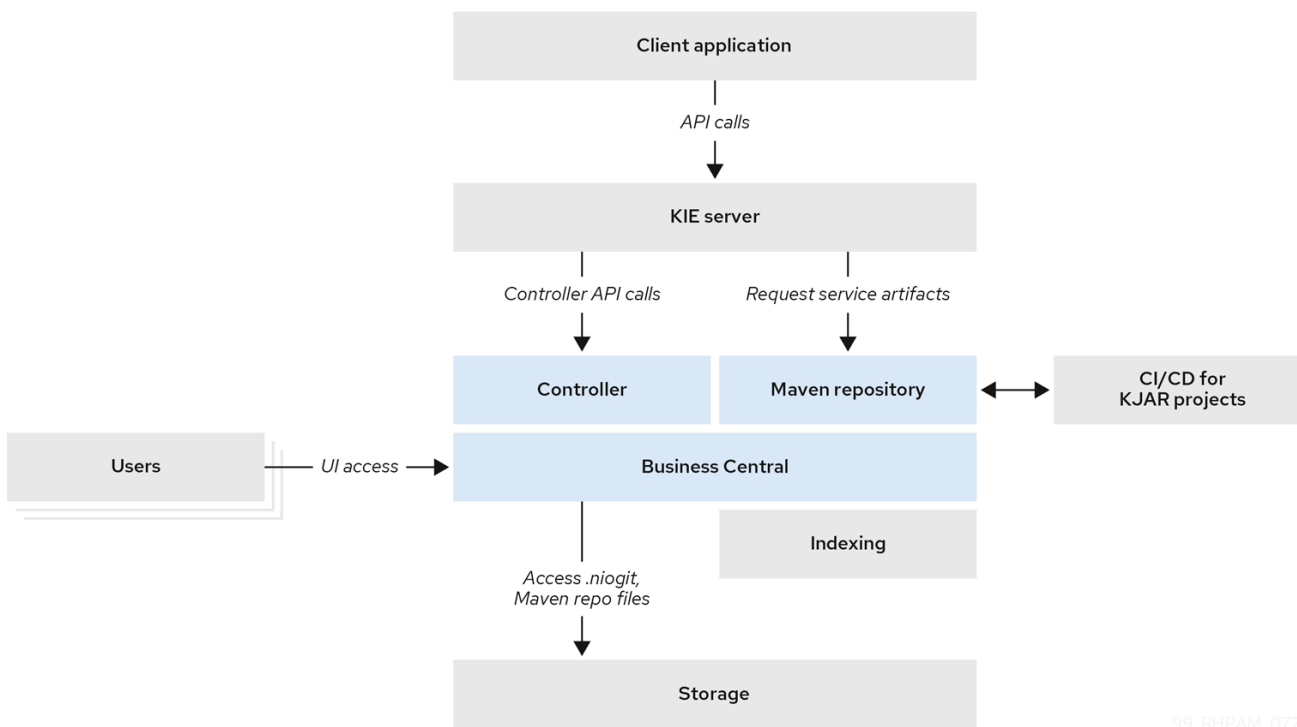 Client application
API calls
KIE server
Controller API calls
Request service artifacts
Controller
Maven repository
CI/CD for
KJAR projects
Users
UI access
Business Central
Indexing
Access .niogit,
Maven repo files
Storage
99_RHPAM_07